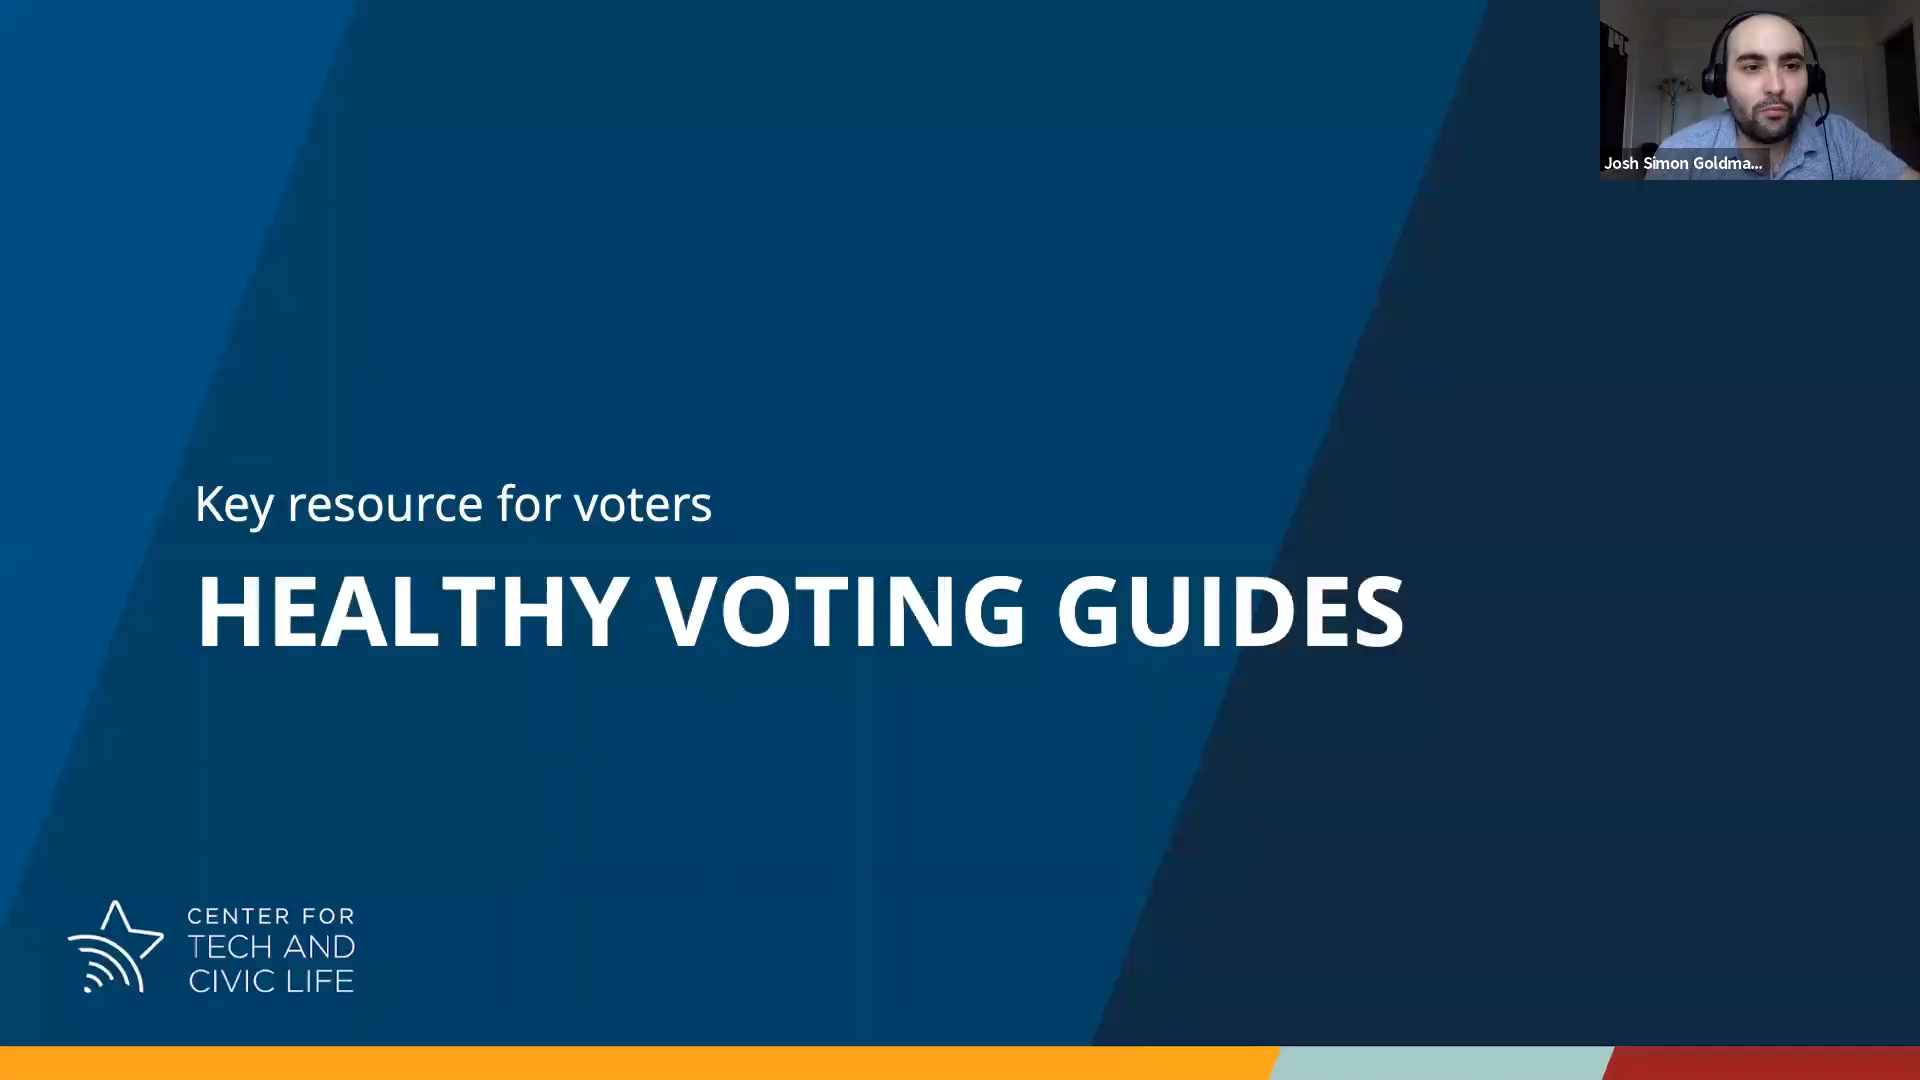 Josh Simon Goldma...
Key resource for voters
HEALTHY VOTING GUIDES
CENTER FOR
TECH AND
CIVIC LIFE